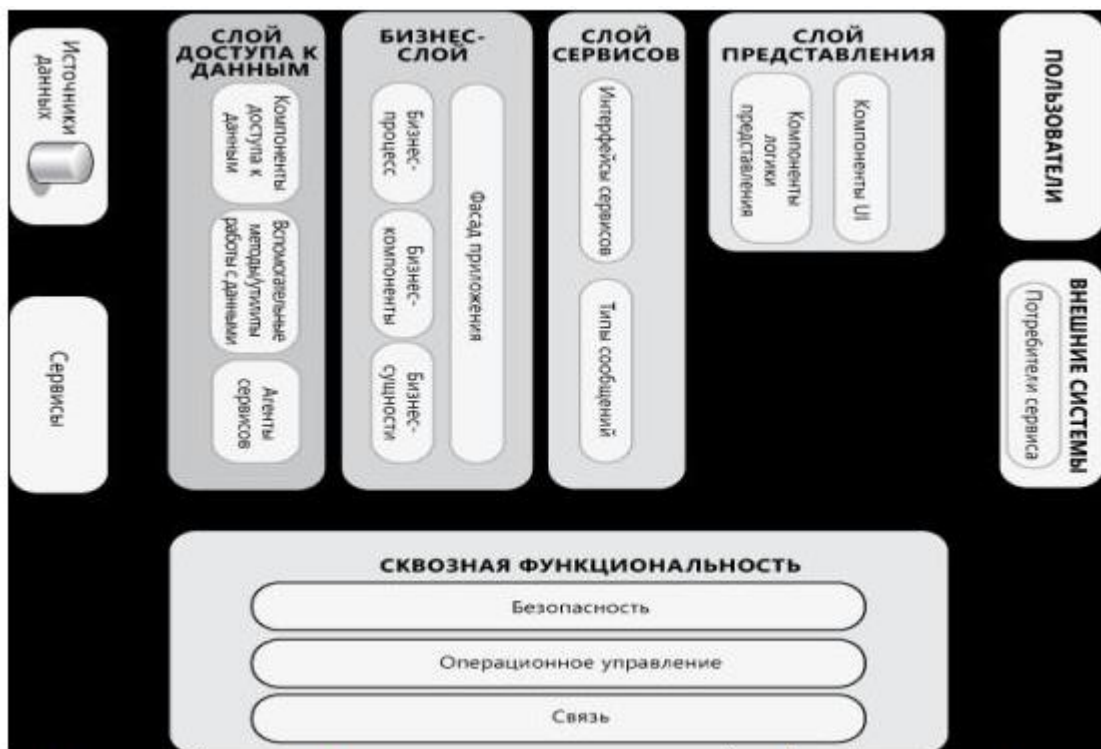 Источники
данных
Сервисы
СЛОЙ
ДОСТУПА К
ДАННЫМ
Компоненты
доступа к
данным
Вспомогательные
методы/утилиты
работы с данными
Агенты
сервисов
БИЗНЕС-
СЛОЙ
Бизнес-
процесс
Бизнес-
компоненты
Бизнес-
сущности
Фасад приложения
СЛОЙ
СЕРВИСОВ
Интерфейсы сервисов
Типы сообщений
СЛОЙ
ПРЕДСТАВЛЕНИЯ
Компоненты
логики
представления
Компоненты UI
ПОЛЬЗОВАТЕЛИ
ВНЕШНИЕ СИСТЕМЫ
Потребители сервиса
СКВОЗНАЯ ФУНКЦИОНАЛЬНОСТЬ
Безопасность
Операционное управление
Связь